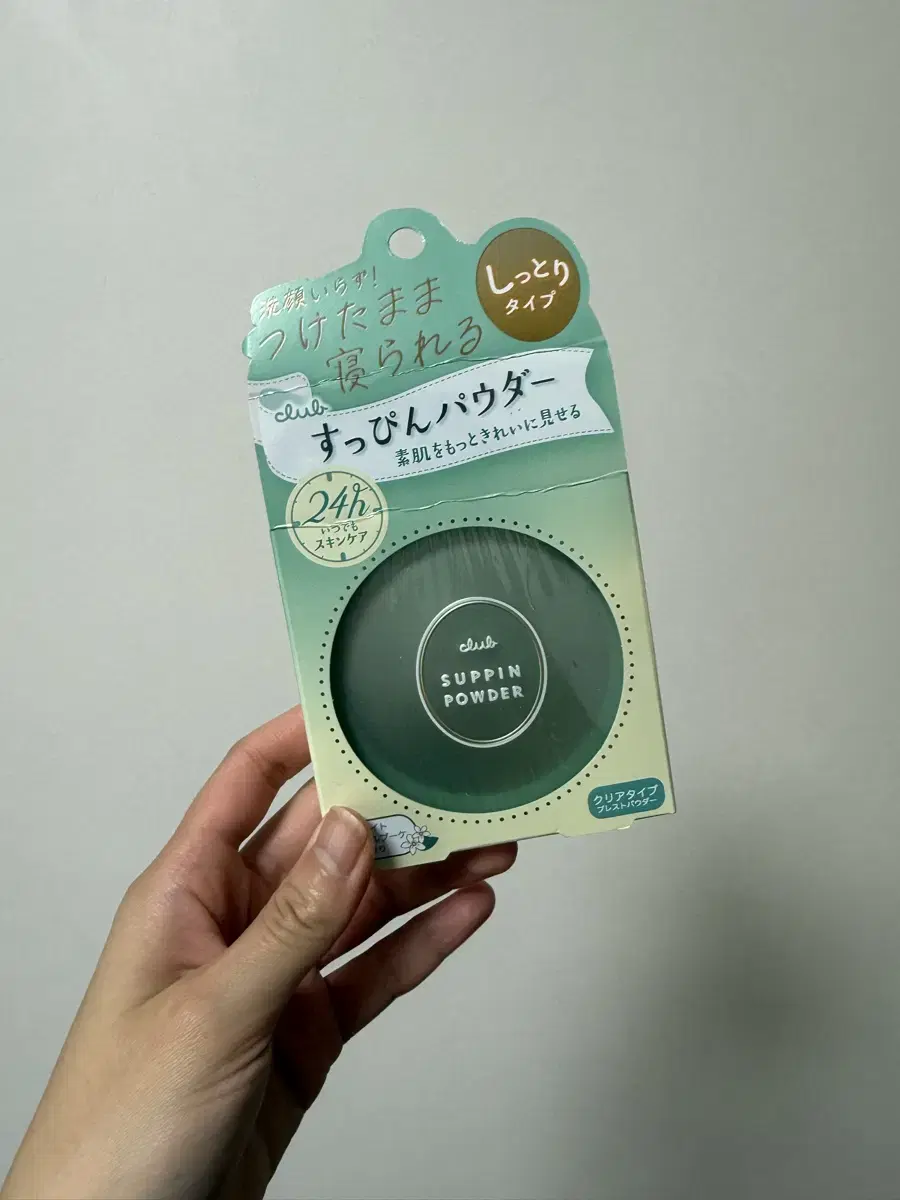 しっとり
タイプ
洗顔いらず!
つけたまま
寝られる
club
すっぴんパウダー
素肌をもっときれいに見せる
24h
いつでも
スキンケア
club
SUPPIN
POWDER
クリアタイプ
プレストパウダー